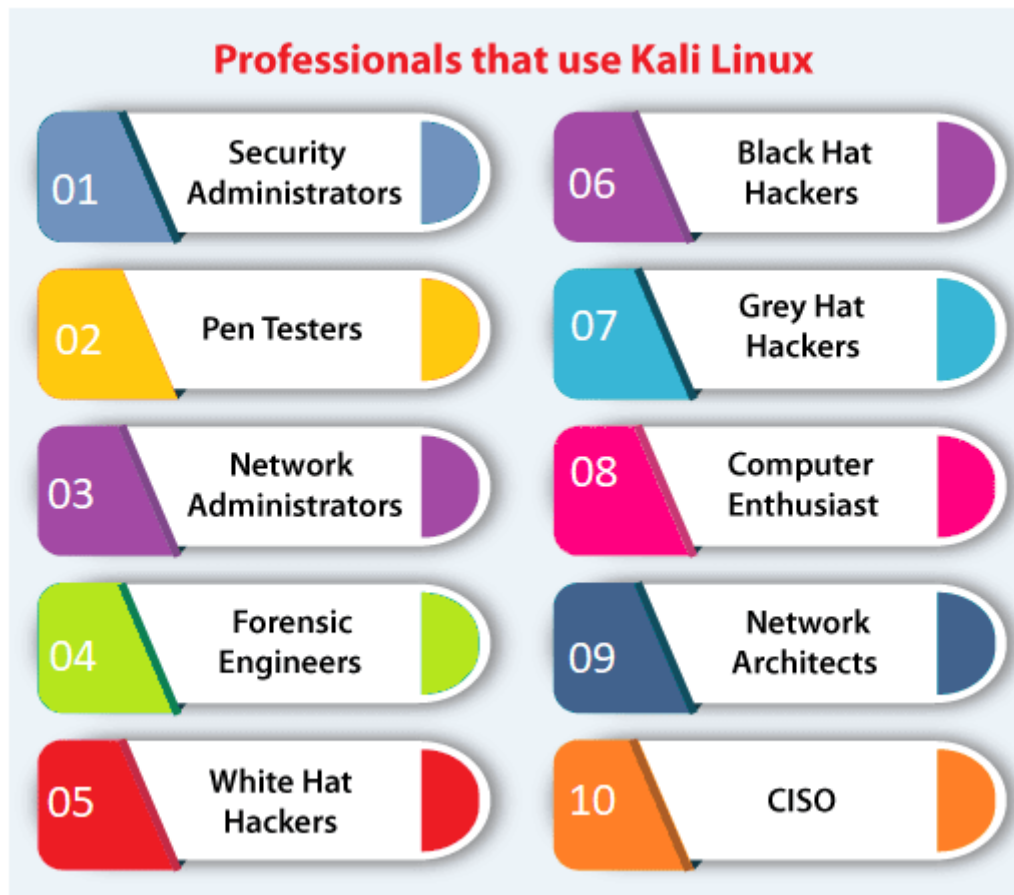 Professionals that use Kali Linux
01
Security
Administrators
02
Pen Testers
03
Network
Administrators
04
Forensic
Engineers
05
White Hat
Hackers
06
Black Hat
Hackers
07
Grey Hat
Hackers
08
Computer
Enthusiast
09
Network
Architects
10
CISO